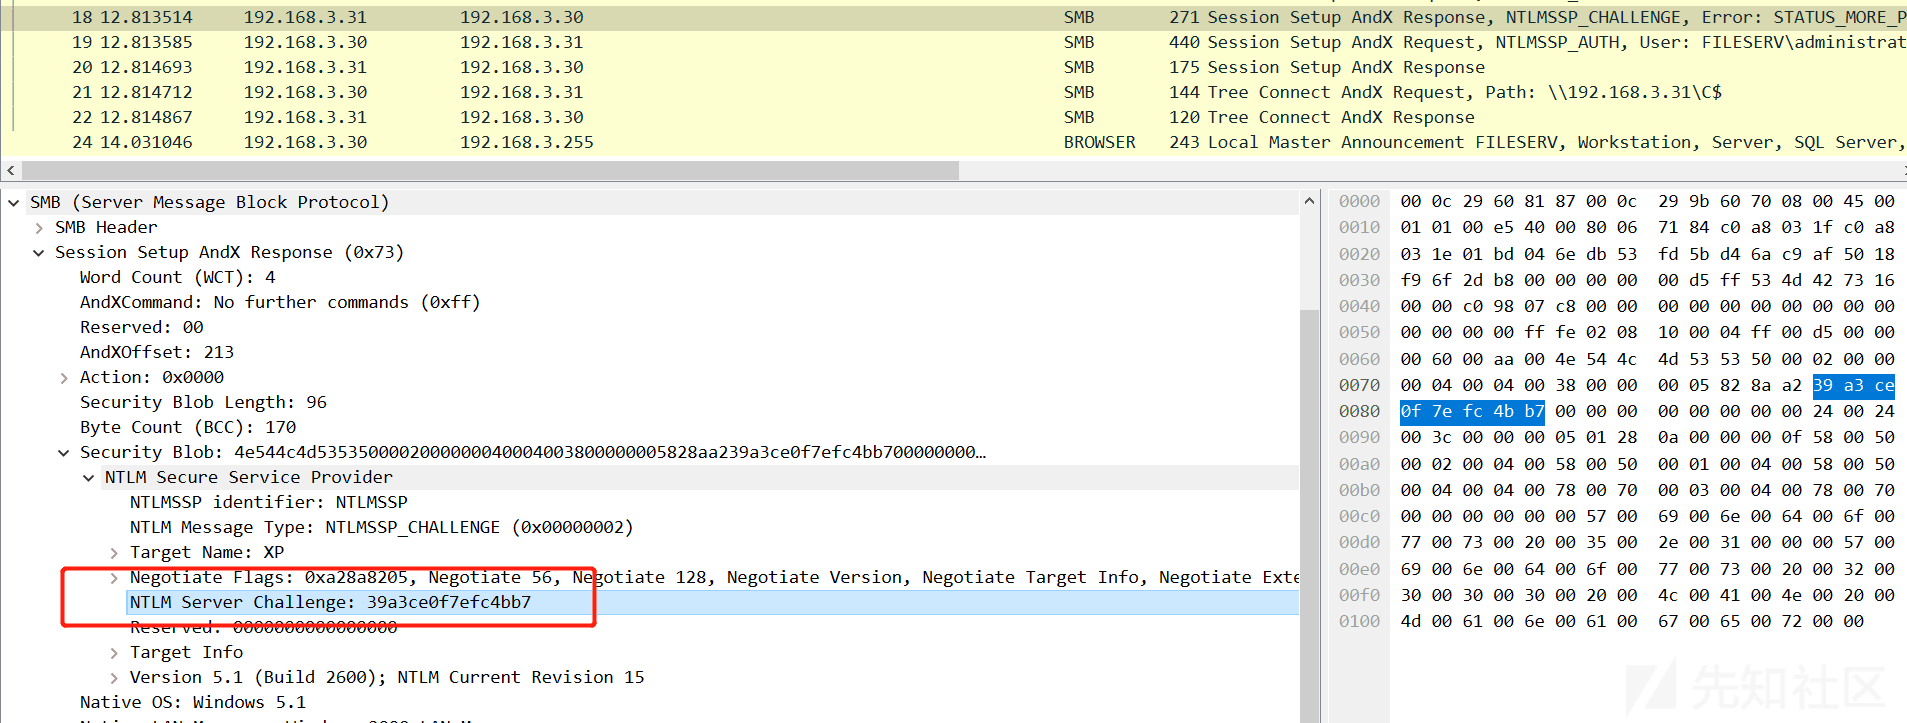 18 12.813514 192.168.3.31 192.168.3.30 SMB 271 Session Setup AndX Response, NTLMSSP_CHALLENGE, Error: STATUS_MORE_P
19 12.813585 192.168.3.30 192.168.3.31 SMB 440 Session Setup AndX Request, NTLMSSP_AUTH, User: FILESERV\administrat
20 12.814693 192.168.3.31 192.168.3.30 SMB 175 Session Setup AndX Response
21 12.814712 192.168.3.30 192.168.3.31 SMB 144 Tree Connect AndX Request, Path: \\192.168.3.31\C$
22 12.814867 192.168.3.31 192.168.3.30 SMB 120 Tree Connect AndX Response
24 14.031046 192.168.3.30 192.168.3.255 BROWSER 243 Local Master Announcement FILESERV, Workstation, Server, SQL Server,
SMB (Server Message Block Protocol)
SMB Header
Session Setup AndX Response (0x73)
Word Count (WCT): 4
AndXCommand: No further commands (0xff)
Reserved: 00
AndXOffset: 213
Action: 0x0000
Security Blob Length: 96
Byte Count (BCC): 170
Security Blob: 4e544c4d5353500002000000040004003800000005828aa239a3ce0f7efc4bb700000000…
NTLM Secure Service Provider
NTLMSSP identifier: NTLMSSP
NTLM Message Type: NTLMSSP_CHALLENGE (0x00000002)
Target Name: XP
Negotiate Flags: 0xa28a8205, Negotiate 56, Negotiate 128, Negotiate Version, Negotiate Target Info, Negotiate Exte
NTLM Server Challenge: 39a3ce0f7efc4bb7
Reserved: 0000000000000000
Target Info
Version 5.1 (Build 2600); NTLM Current Revision 15
Native OS: Windows 5.1
0000 00 0c 29 60 81 87 00 0c 29 9b 60 70 08 00 45 00
0010 01 01 00 e5 40 00 80 06 71 84 c0 a8 03 1f c0 a8
0020 03 1e 01 bd 04 6e db 53 fd 5b d4 6a c9 af 50 18
0030 f9 6f 2d b8 00 00 00 00 00 d5 ff 53 4d 42 73 16
0040 00 00 c0 98 07 c8 00 00 00 00 00 00 00 00 00 00
0050 00 00 00 00 ff fe 02 08 10 00 04 ff 00 d5 00 00
0060 00 60 00 aa 00 4e 54 4c 4d 53 53 50 00 02 00 00
0070 00 04 00 04 00 38 00 00 00 05 82 8a a2 39 a3 ce
0080 0f 7e fc 4b b7 00 00 00 00 00 00 00 00 24 00 24
0090 00 3c 00 00 00 05 01 28 0a 00 00 00 0f 58 00 50
00a0 00 02 00 04 00 58 00 50 00 01 00 04 00 58 00 50
00b0 00 04 00 04 00 78 00 70 00 03 00 04 00 78 00 70
00c0 00 00 00 00 00 00 57 00 69 00 6e 00 64 00 6f 00
00d0 77 00 73 00 20 00 35 00 2e 00 31 00 00 00 57 00
00e0 69 00 6e 00 64 00 6f 00 77 00 73 00 20 00 32 00
00f0 30 00 30 00 30 00 20 00 4c 00 41 00 4e 00 20 00
0100 4d 00 61 00 6e 00 61 00 67 00 65 00 72 00 00
先知社区